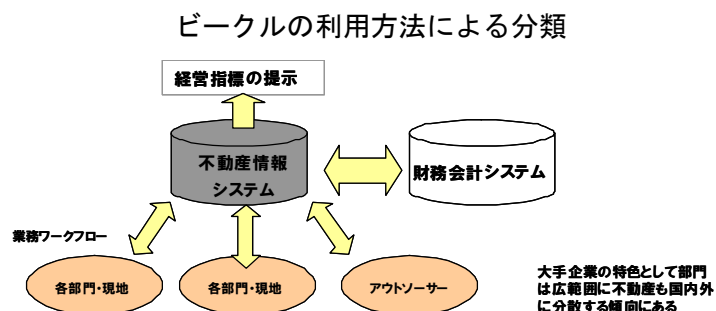 ビークルの利用方法による分類
経営指標の提示
不動産情報
システム
財務会計システム
業務ワークフロー
各部門・現地
各部門・現地
アウトソーサー
大手企業の特色として部門
は広範囲に不動産も国内外
に分散する傾向にある